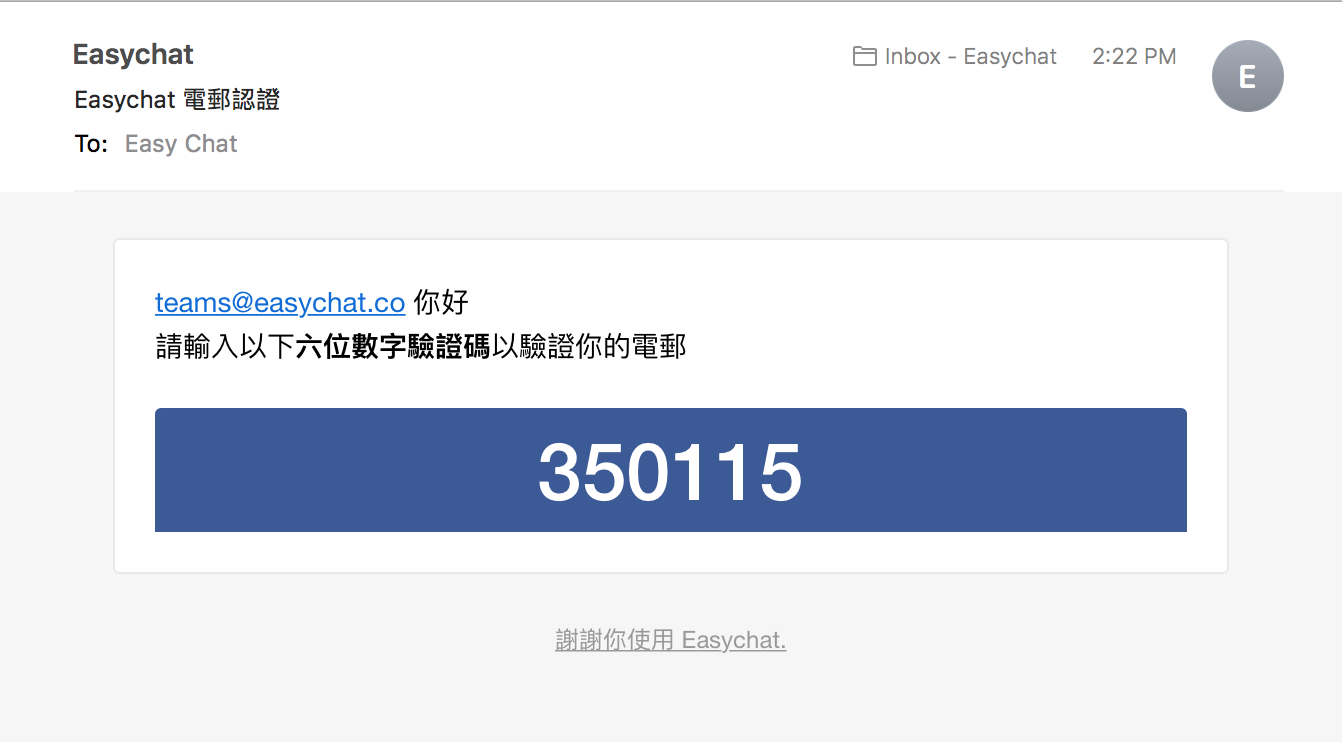 Easychat
Inbox - Easychat
2:22 PM
E
Easychat 電郵認證
To: Easy Chat
teams@easychat.co 你好
請輸入以下六位數字驗證碼以驗證你的電郵
350115
謝謝你使用 Easychat.